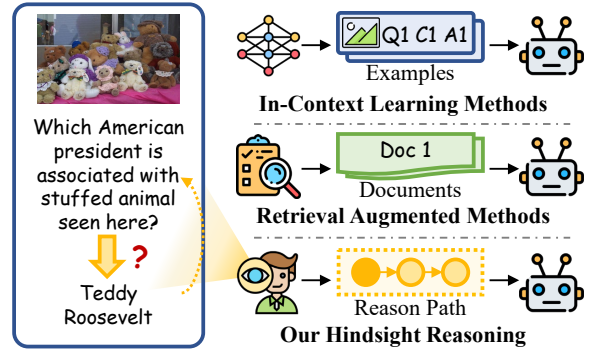 Which American
president is
associated with
stuffed animal
seen here?
?
Teddy
Roosevelt
Q1 C1 A1
Examples
In-Context Learning Methods
Doc 1
Documents
Retrieval Augmented Methods
Reason Path
Our Hindsight Reasoning